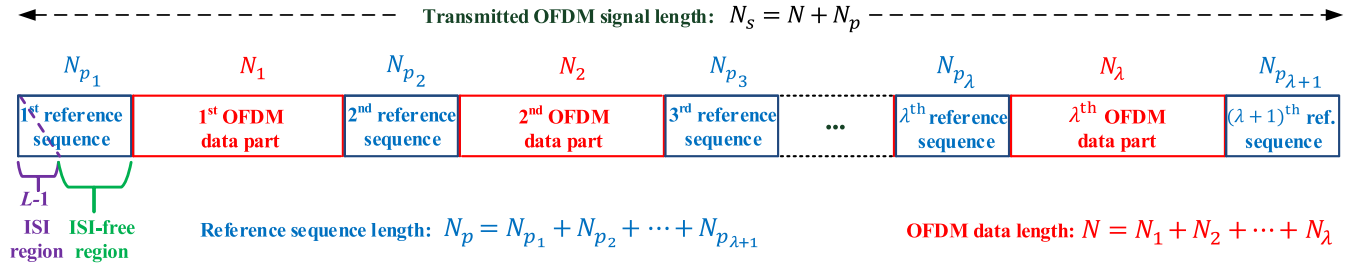 Transmitted OFDM signal length: N_s = N + N_p
N_{p_1} N_1 N_{p_2} N_2 N_{p_3} N_{p_λ} N_λ N_{p_{λ+1}}
1st reference sequence
1st OFDM data part
2nd reference sequence
2nd OFDM data part
3rd reference sequence
...
λth reference sequence
λth OFDM data part
(λ + 1)th ref. sequence
L-1
ISI region
ISI-free region
Reference sequence length: N_p = N_{p_1} + N_{p_2} + ⋯ + N_{p_{λ+1}}
OFDM data length: N = N_1 + N_2 + ⋯ + N_λ